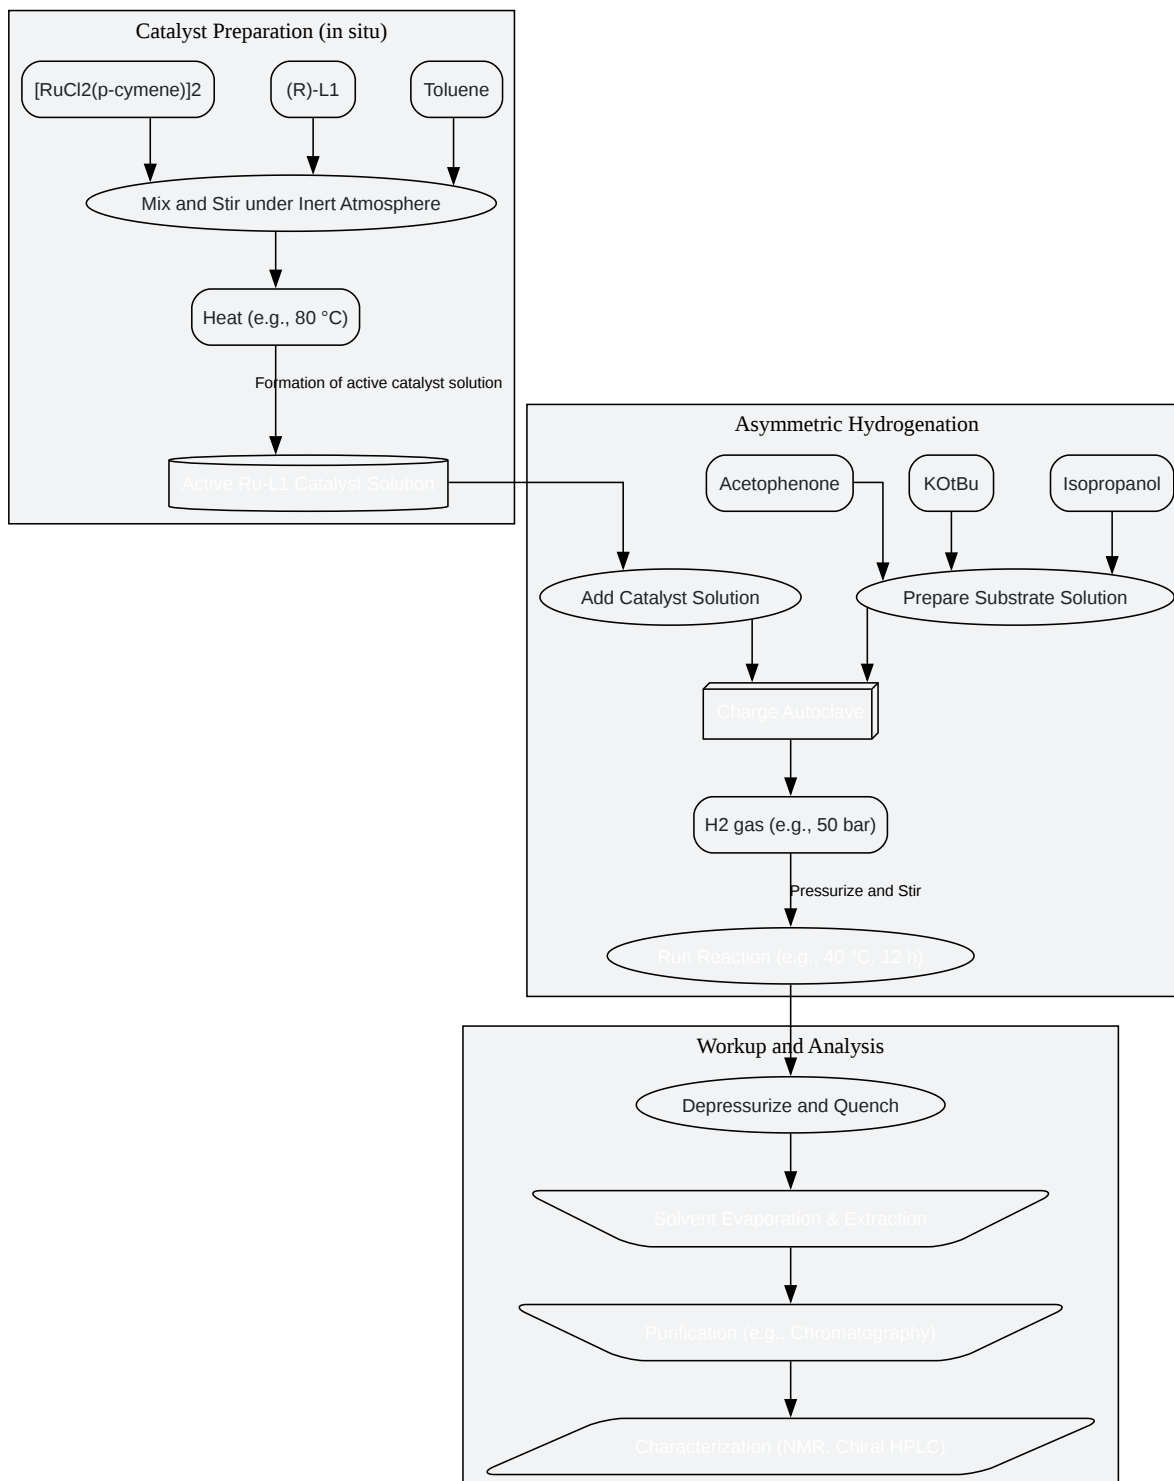 Catalyst Preparation (in situ)
[RuCl2(p-cymene)]2
(R)-L1
Toluene
Mix and Stir under Inert Atmosphere
Heat (e.g., 80 °C)
Formation of active catalyst solution
Active Ru-L1 Catalyst Solution
Asymmetric Hydrogenation
Acetophenone
KOtBu
Isopropanol
Add Catalyst Solution
Prepare Substrate Solution
Charge Autoclave
H2 gas (e.g., 50 bar)
Pressurize and Stir
Run Reaction (e.g., 40 °C, 12 h)
Workup and Analysis
Depressurize and Quench
Solvent Evaporation & Extraction
Purification (e.g., Chromatography)
Characterization (NMR, Chiral HPLC)